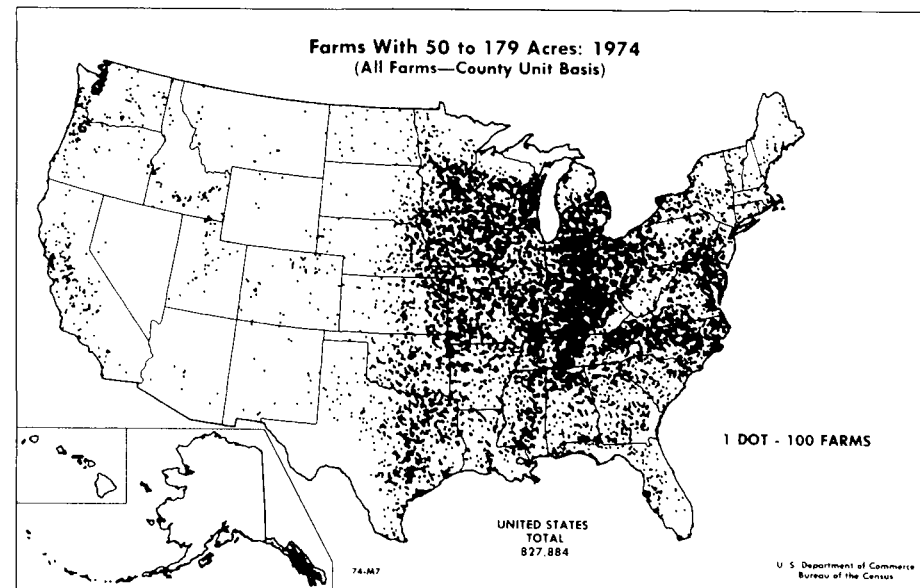 Farms With 50 to 179 Acres: 1974
(All Farms—County Unit Basis)
1 DOT - 100 FARMS
UNITED STATES
TOTAL
827,884
74-M7
U S Department of Commerce
Bureau of the Census